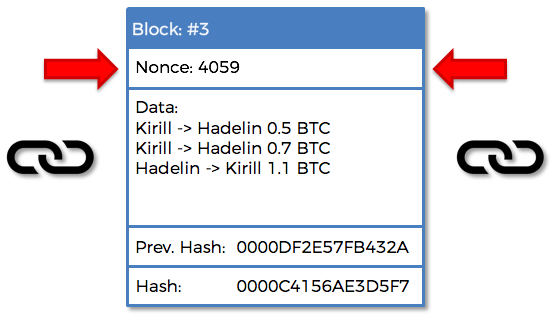 Block: #3
Nonce: 4059
Data:
Kirill -> Hadelin 0.5 BTC
Kirill -> Hadelin 0.7 BTC
Hadelin -> Kirill 1.1 BTC
Prev. Hash: 0000DF2E57FB432A
Hash: 0000C4156AE3D5F7